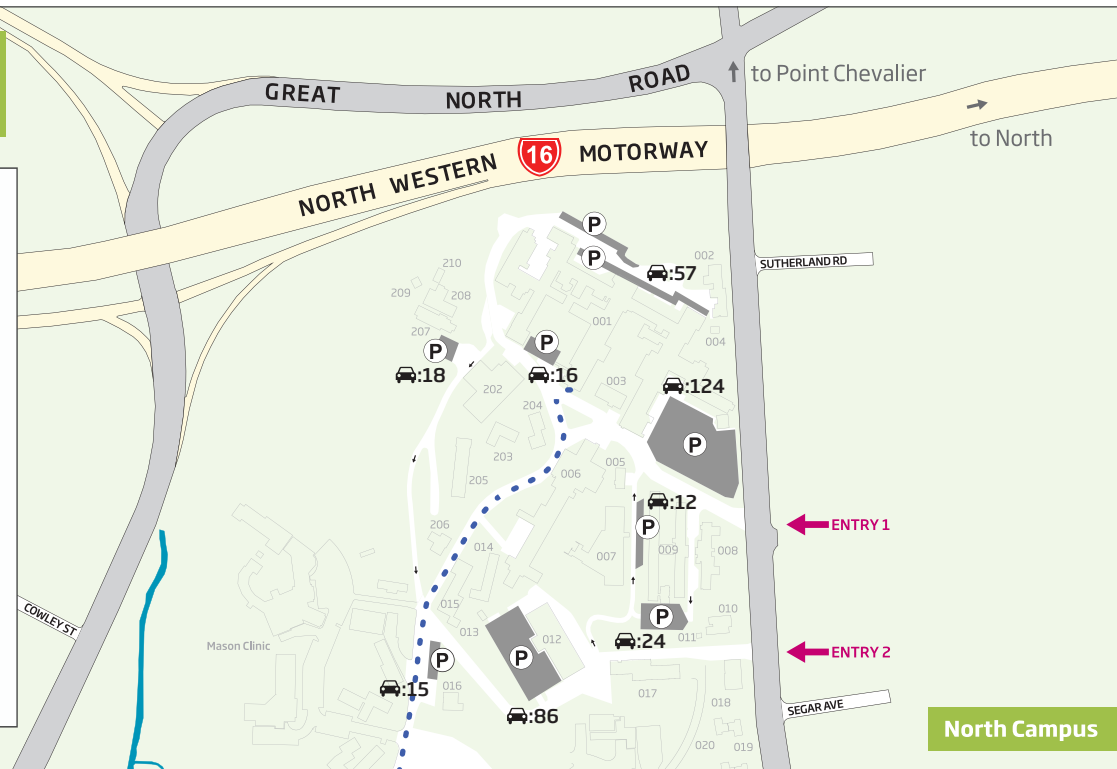 to Point Chevalier
GREAT NORTH ROAD
to North
NORTH WESTERN 16 MOTORWAY
P
P
002
:57
SUTHERLAND RD
210
209
208
001
207
004
P
P
:18
:16
003
:124
202
204
P
203
005
006
205
:12
ENTRY 1
206
P
014
007
009
008
015
010
P
013
012
011
:24
Mason Clinic
COWLEY ST
P
P
ENTRY 2
016
:15
017
018
SEGAR AVE
:86
North Campus
020
019